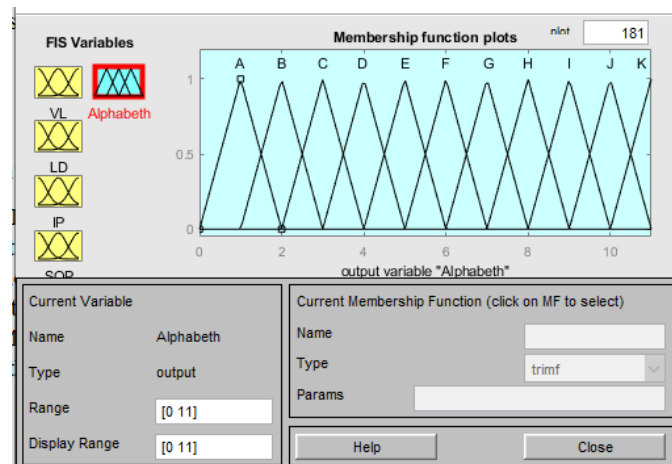 FIS Variables
Membership function plots
plot
181
VL
Alphabeth
LD
IP
SOR
A B C D E F G H I J K
1
0.5
0
0 2 4 6 8 10
output variable "Alphabeth"
Current Variable
Name Alphabeth
Type output
Range [0 11]
Display Range [0 11]
Current Membership Function (click on MF to select)
Name
Type trimf
Params
Help
Close